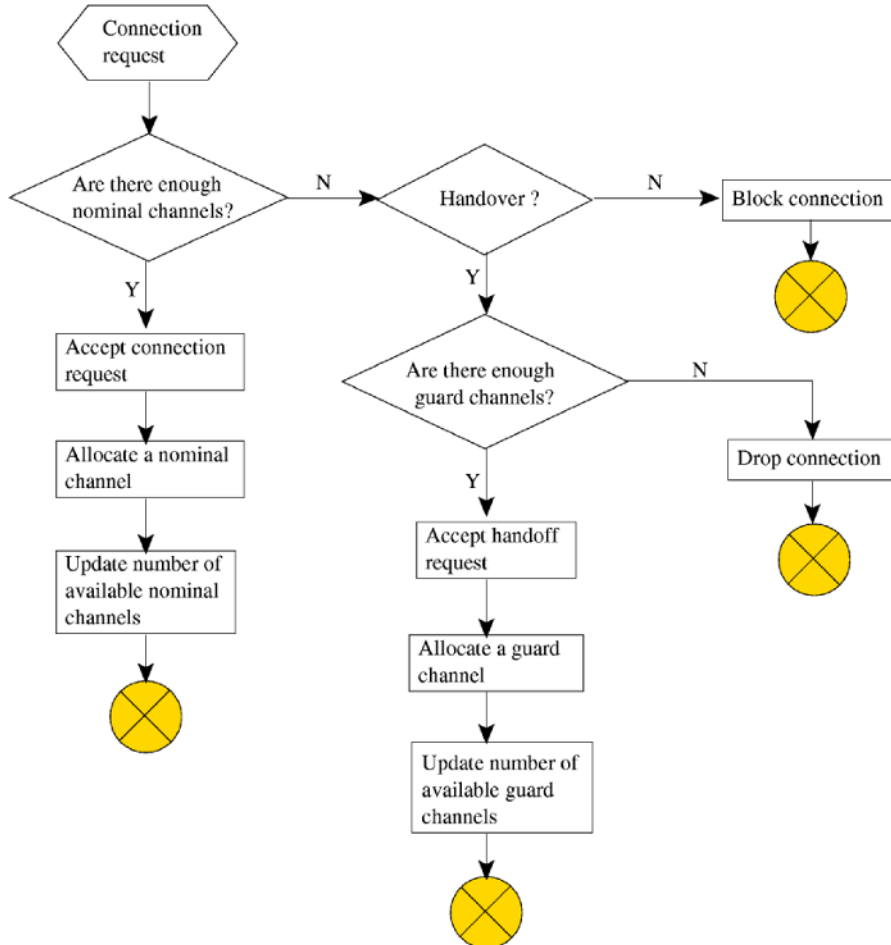 Connection
request
Are there enough
nominal channels?
N
Handover ?
N
Block connection
Y
Y
Accept connection
request
Are there enough
guard channels?
N
Allocate a nominal
channel
Drop connection
Y
Update number of
available nominal
channels
Accept handoff
request
Allocate a guard
channel
Update number of
available guard
channels